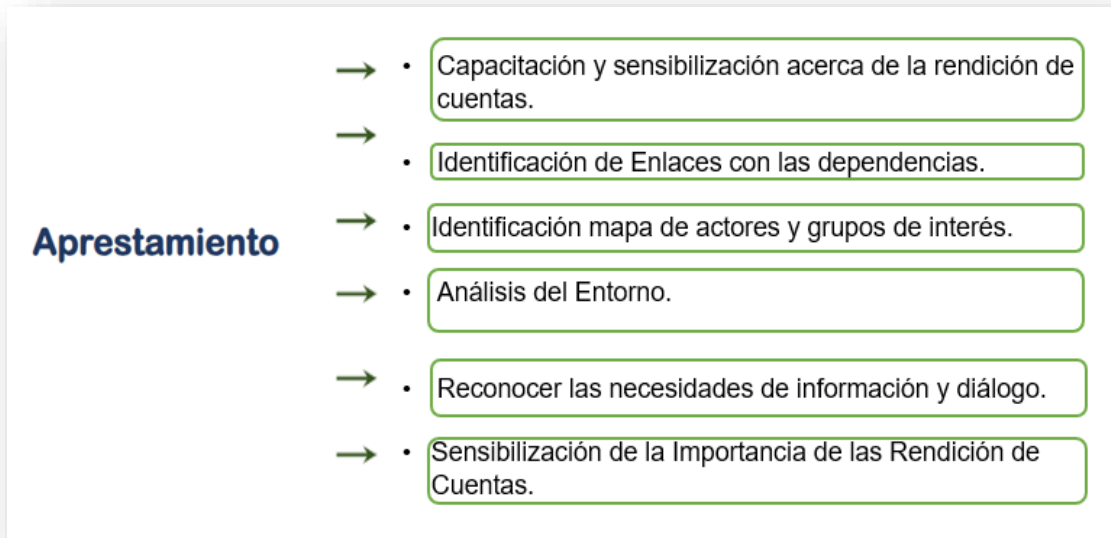 Aprestamiento
• Capacitación y sensibilización acerca de la rendición de
cuentas.
• Identificación de Enlaces con las dependencias.
• Identificación mapa de actores y grupos de interés.
• Análisis del Entorno.
• Reconocer las necesidades de información y diálogo.
• Sensibilización de la Importancia de las Rendición de
Cuentas.